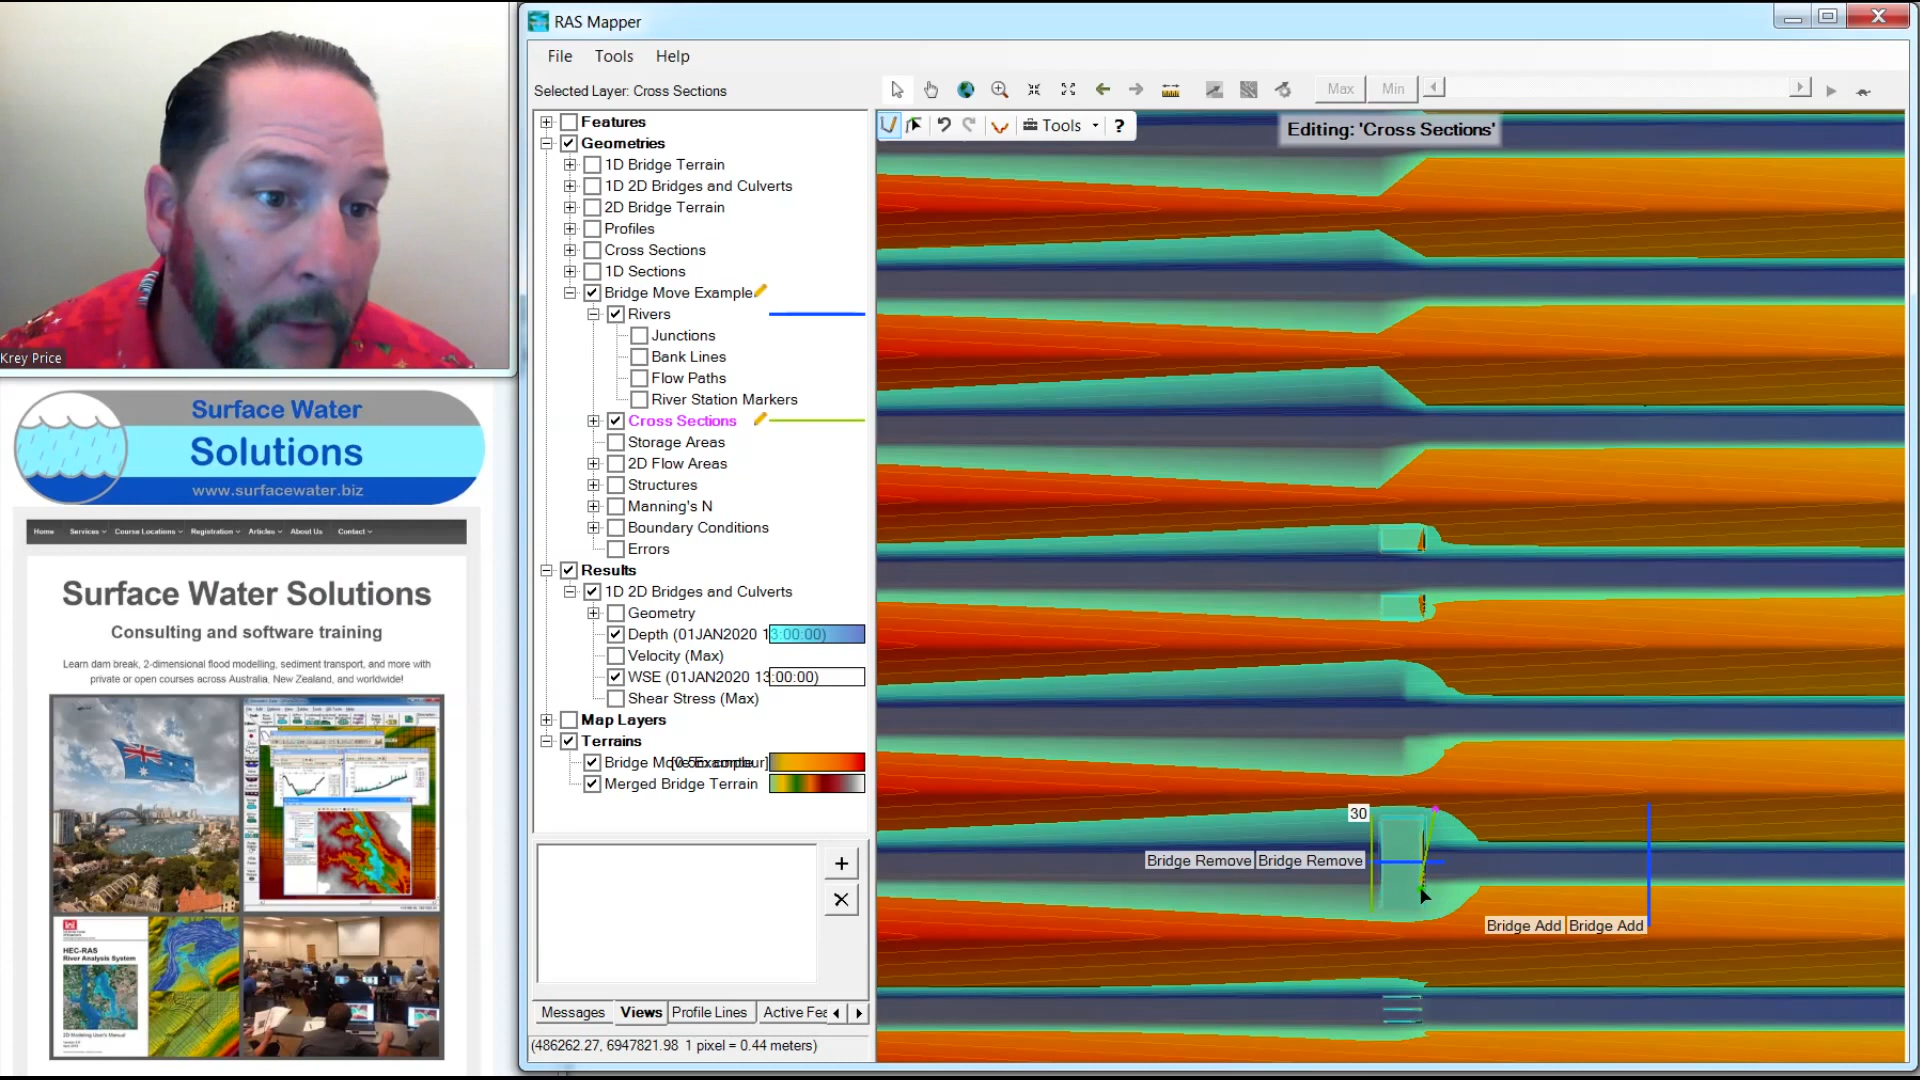 Krey Price
Surface Water
Solutions
www.surfacewater.biz
Home Services Course Locations Registration Articles About Us Contact
Surface Water Solutions
Consulting and software training
Learn dam break, 2-dimensional flood modelling, sediment transport, and more with
private or open courses across Australia, New Zealand, and worldwide!
HEC-RAS
River Analysis System
RAS Mapper
File Tools Help
Selected Layer: Cross Sections
Max Min
Features
Geometries
1D Bridge Terrain
1D 2D Bridges and Culverts
2D Bridge Terrain
Profiles
Cross Sections
1D Sections
Bridge Move Example
Rivers
Junctions
Bank Lines
Flow Paths
River Station Markers
Cross Sections
Storage Areas
2D Flow Areas
Structures
Manning's N
Boundary Conditions
Errors
Results
1D 2D Bridges and Culverts
Geometry
Depth (01JAN2020 13:00:00)
Velocity (Max)
WSE (01JAN2020 13:00:00)
Shear Stress (Max)
Map Layers
Terrains
Bridge Move Example
Merged Bridge Terrain
Messages Views Profile Lines Active Fea
(486262.27, 6947821.98 1 pixel = 0.44 meters)
Tools ?
Editing: 'Cross Sections'
30
Bridge Remove Bridge Remove
Bridge Add Bridge Add